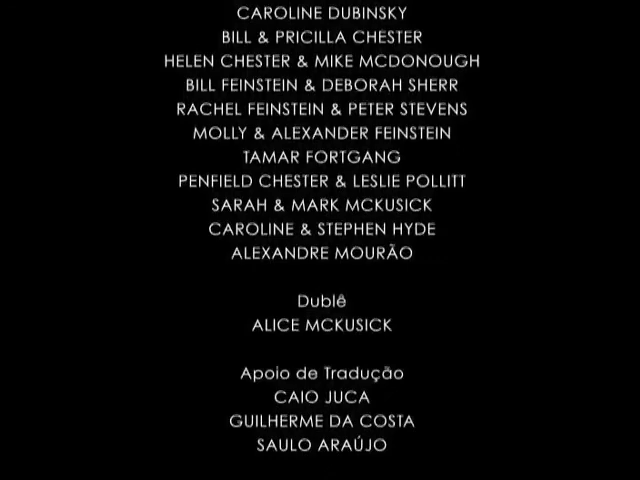 CAROLINE DUBINSKY
BILL & PRICILLA CHESTER
HELEN CHESTER & MIKE MCDONOUGH
BILL FEINSTEIN & DEBORAH SHERR
RACHEL FEINSTEIN & PETER STEVENS
MOLLY & ALEXANDER FEINSTEIN
TAMAR FORTGANG
PENFIELD CHESTER & LESLIE POLLITT
SARAH & MARK MCKUSICK
CAROLINE & STEPHEN HYDE
ALEXANDRE MOURÃO
Dublê
ALICE MCKUSICK
Apoio de Tradução
CAIO JUCA
GUILHERME DA COSTA
SAULO ARAÚJO